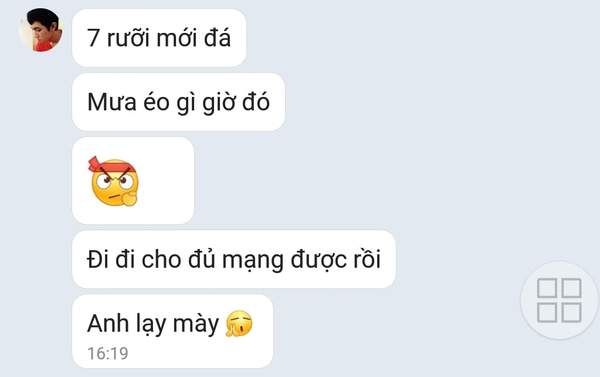 7 rưỡi mới đá
Mưa éo gì giờ đó
Đi đi cho đủ mạng được rồi
Anh lạy mày
16:19